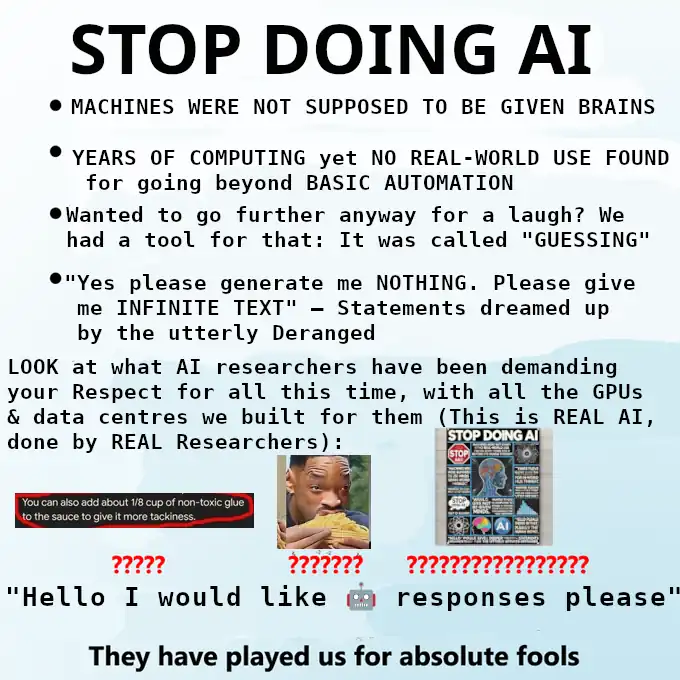 STOP DOING AI
• MACHINES WERE NOT SUPPOSED TO BE GIVEN BRAINS
• YEARS OF COMPUTING yet NO REAL-WORLD USE FOUND
for going beyond BASIC AUTOMATION
• Wanted to go further anyway for a laugh? We
had a tool for that: It was called "GUESSING"
• "Yes please generate me NOTHING. Please give
me INFINITE TEXT" – Statements dreamed up
by the utterly Deranged
LOOK at what AI researchers have been demanding
your Respect for all this time, with all the GPUs
& data centres we built for them (This is REAL AI,
done by REAL Researchers):
You can also add about 1/8 cup of non-toxic glue
to the sauce to give it more tackiness.
STOP DOING AI
STOP
STOP
AI
?????
???????
?????????????????
"Hello I would like 🤖 responses please"
They have played us for absolute fools